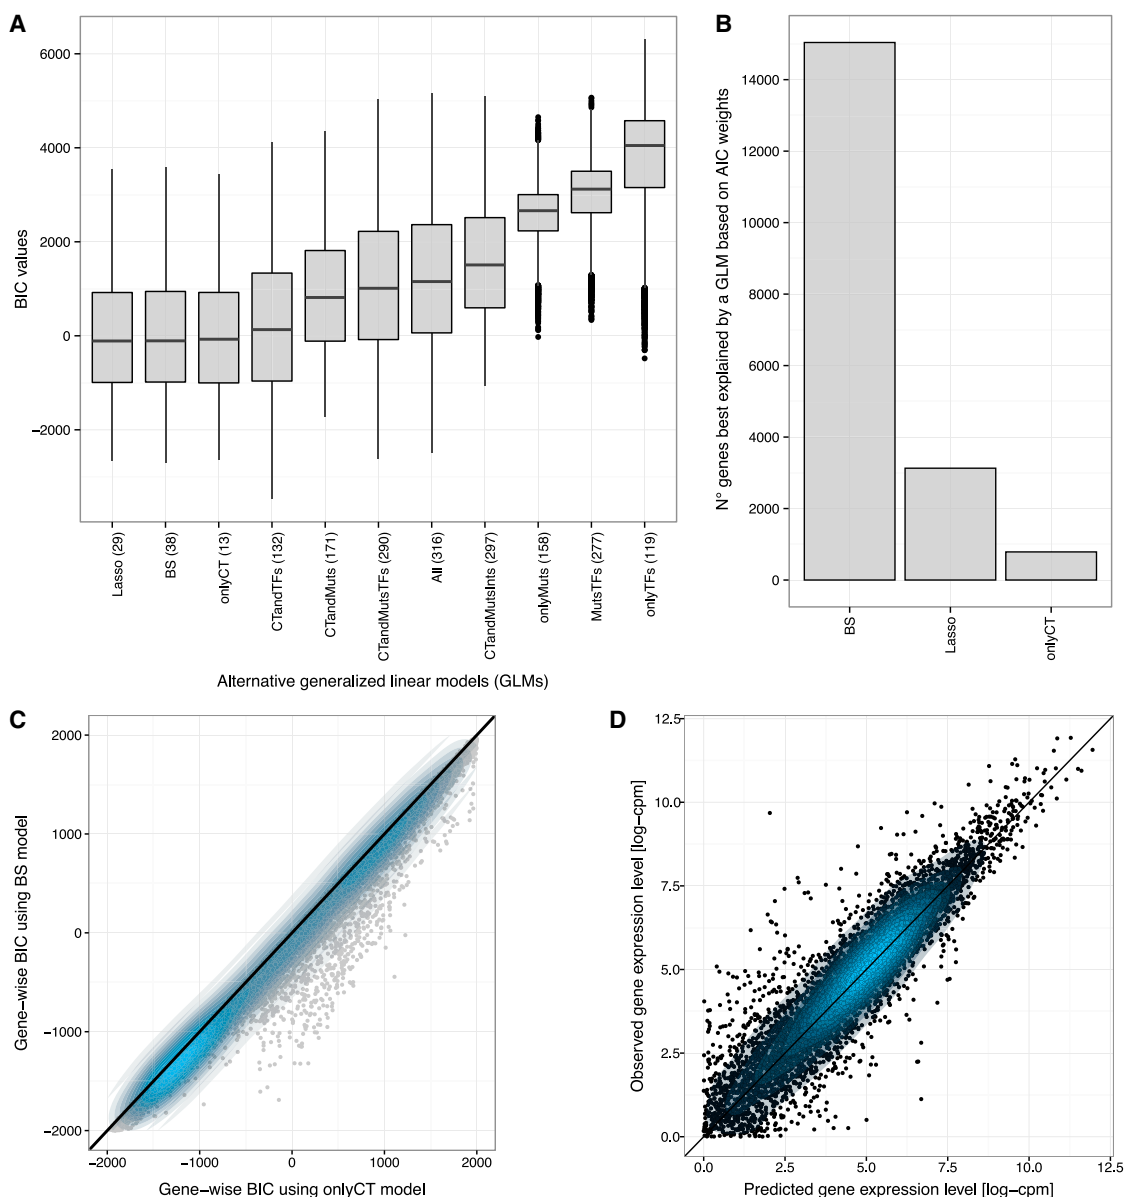 A
BIC values
6000
4000
2000
0
−2000
Lasso (29)
BS (38)
onlyCT (13)
CTandTFs (132)
CTandMuts (171)
CTandMutsTFs (290)
All (316)
CTandMutsInts (297)
onlyMuts (158)
MutsTFs (277)
onlyTFs (119)
Alternative generalized linear models (GLMs)
B
N° genes best explained by a GLM based on AIC weights
14000
12000
10000
8000
6000
4000
2000
0
BS
Lasso
onlyCT
C
Gene−wise BIC using BS model
2000
1000
0
−1000
−2000
−2000
−1000
0
1000
2000
Gene−wise BIC using onlyCT model
D
Observed gene expression level [log−cpm]
12.5
10.0
7.5
5.0
2.5
0.0
0.0
2.5
5.0
7.5
10.0
12.5
Predicted gene expression level [log−cpm]